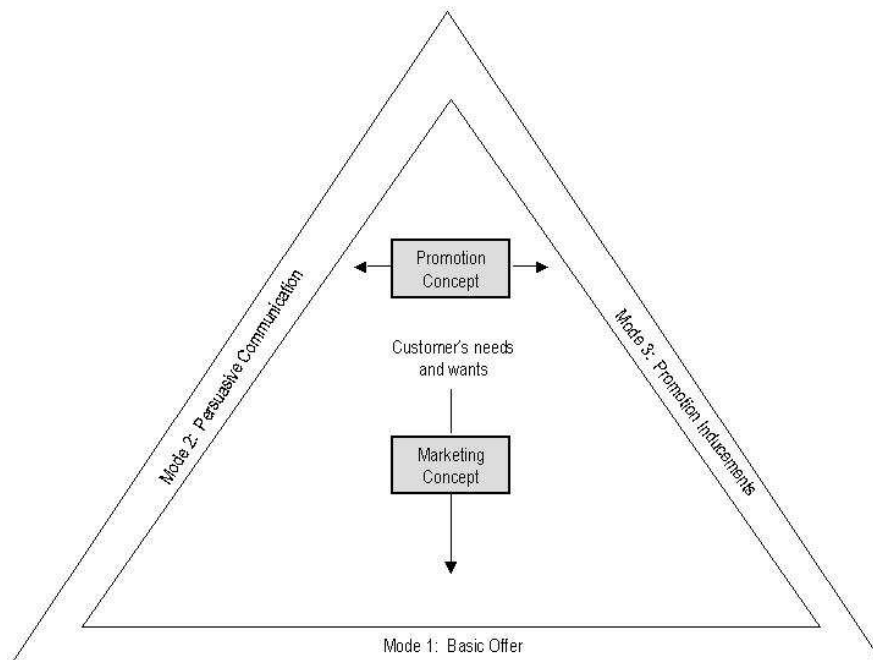 Promotion
Concept
Mode 2: Persuasive Communication
Mode 3: Promotion Inducements
Customer's needs
and wants
Marketing
Concept
Mode 1: Basic Offer